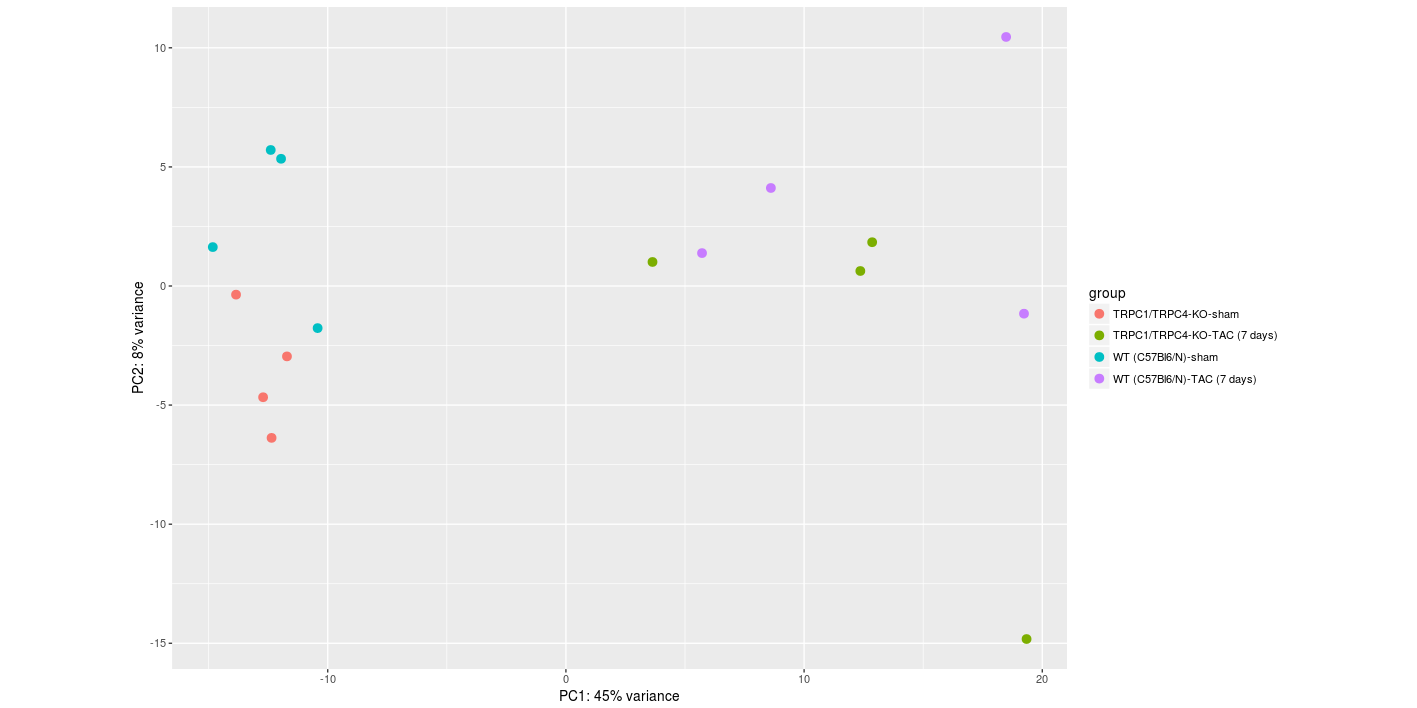 10
5
0
-5
-10
-15
PC2: 8% variance
-10
0
10
20
PC1: 45% variance
group
TRPC1/TRPC4-KO-sham
TRPC1/TRPC4-KO-TAC (7 days)
WT (C57Bl6/N)-sham
WT (C57Bl6/N)-TAC (7 days)